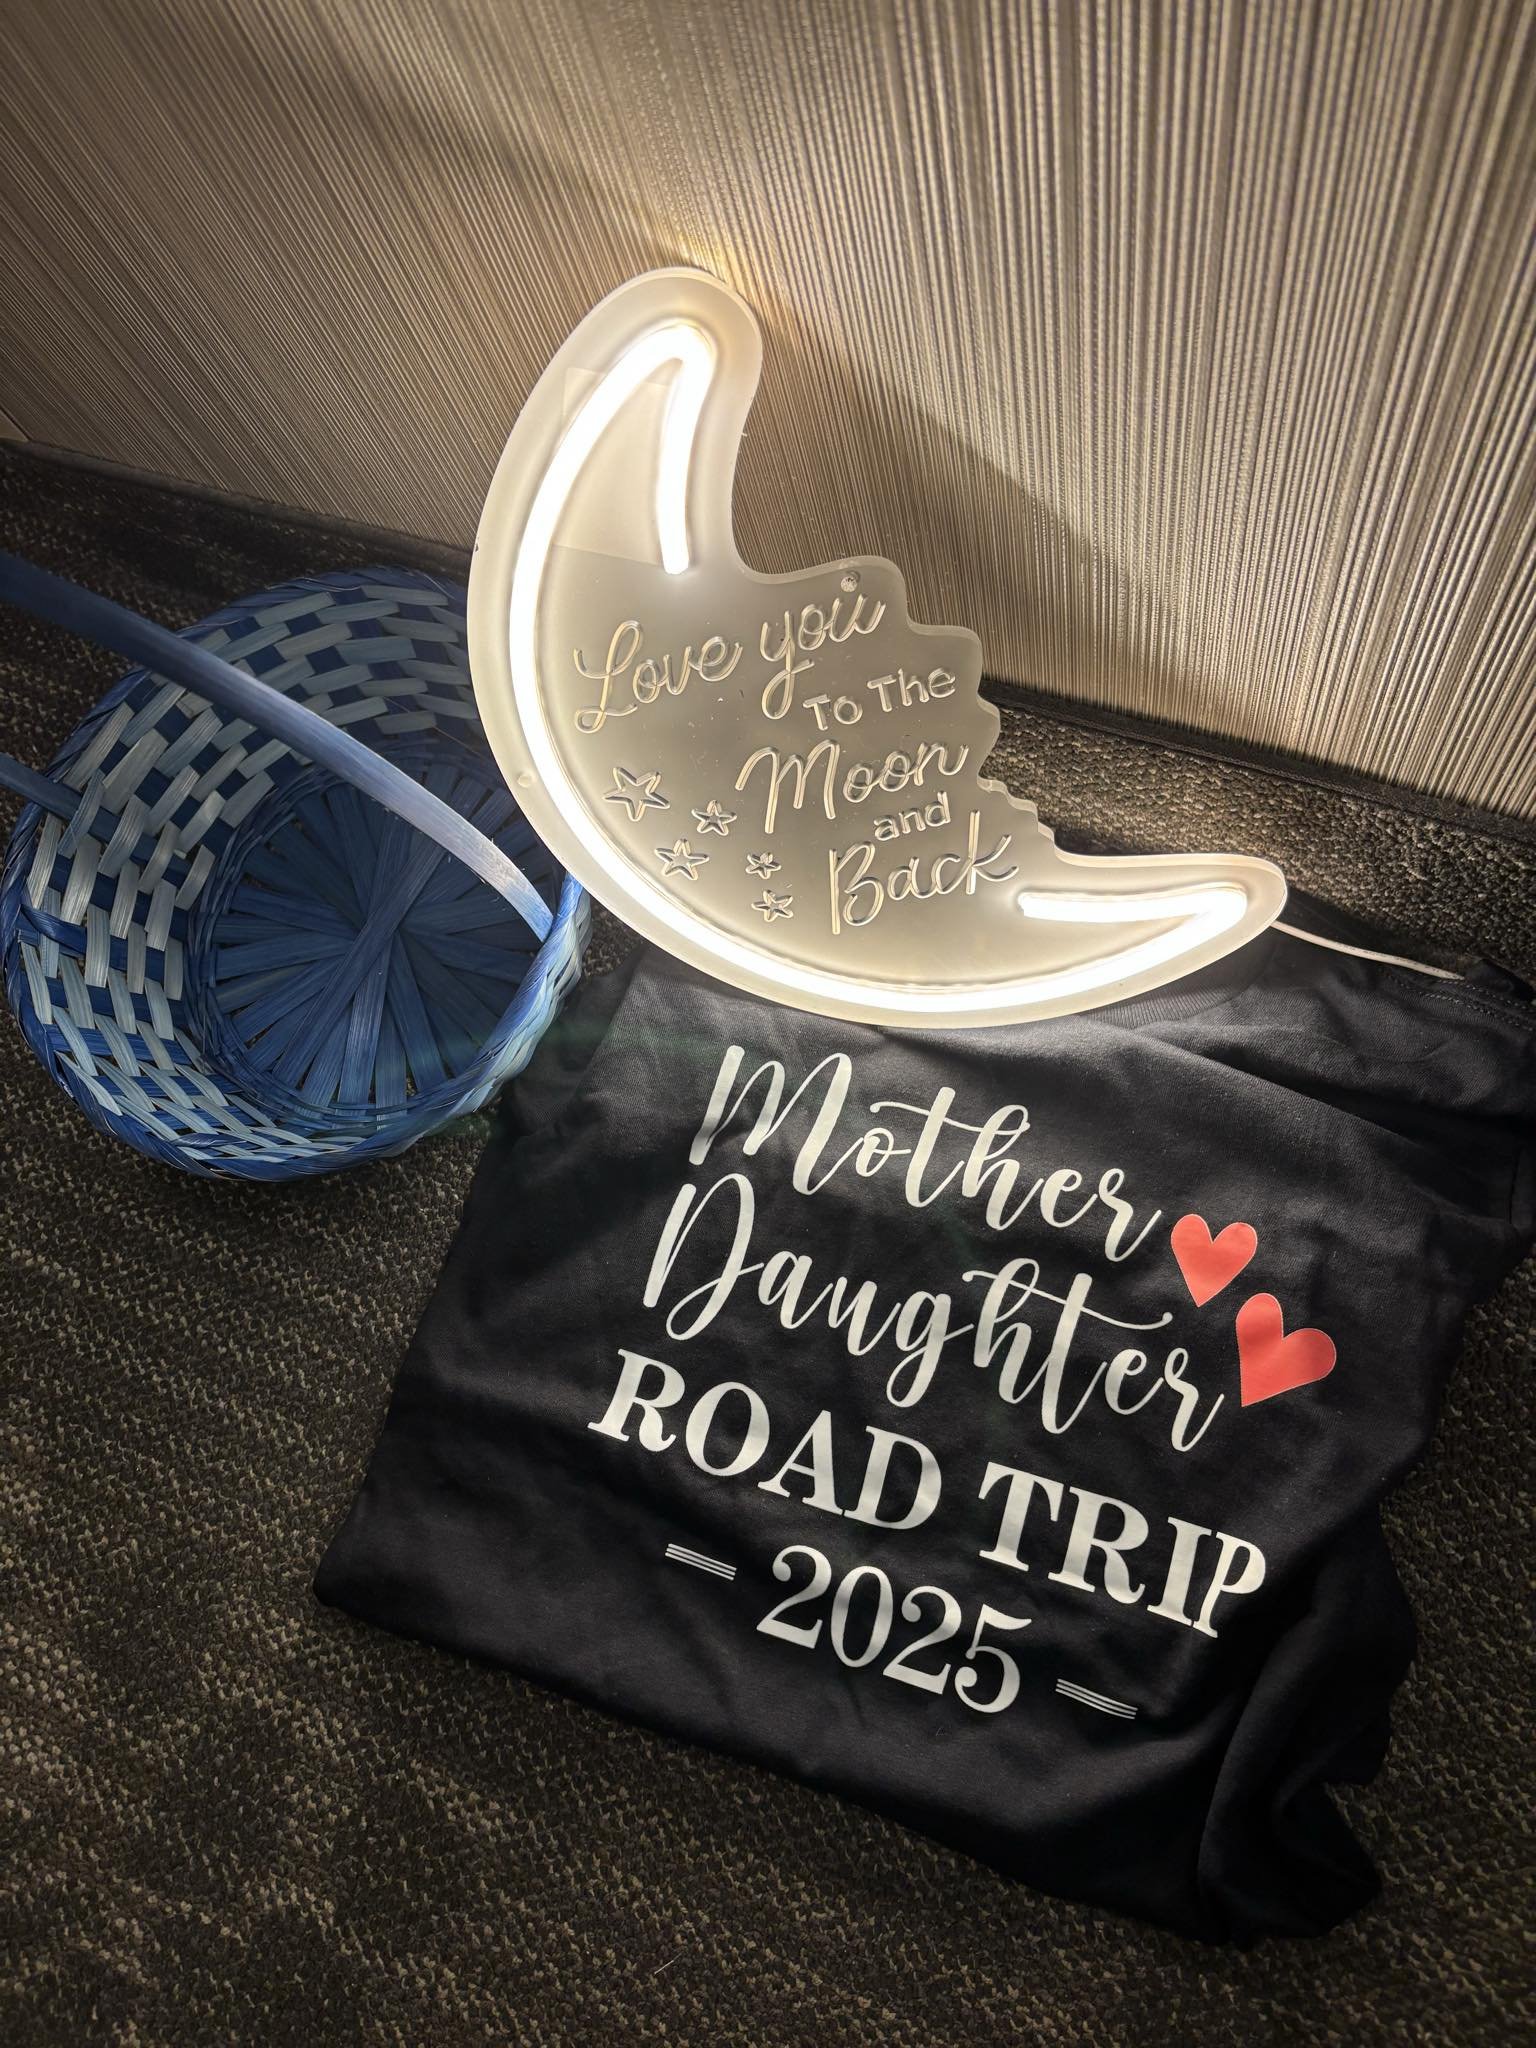 Love you
To The
Moon
and
Back
Mother
Daughter
ROAD TRIP
2025